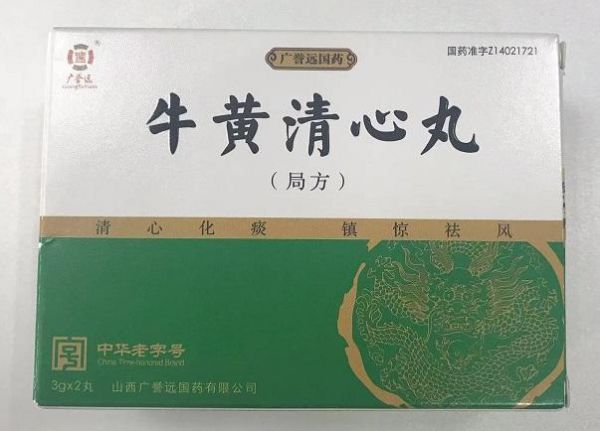 广誉远
GuangYuYuan
广誉远国药
国药准字Z14021721
牛黄清心丸
(局方)
清心化痰 镇惊祛风
中华老字号
China Time-honored Brand
3gx2丸 山西广誉远国药有限公司